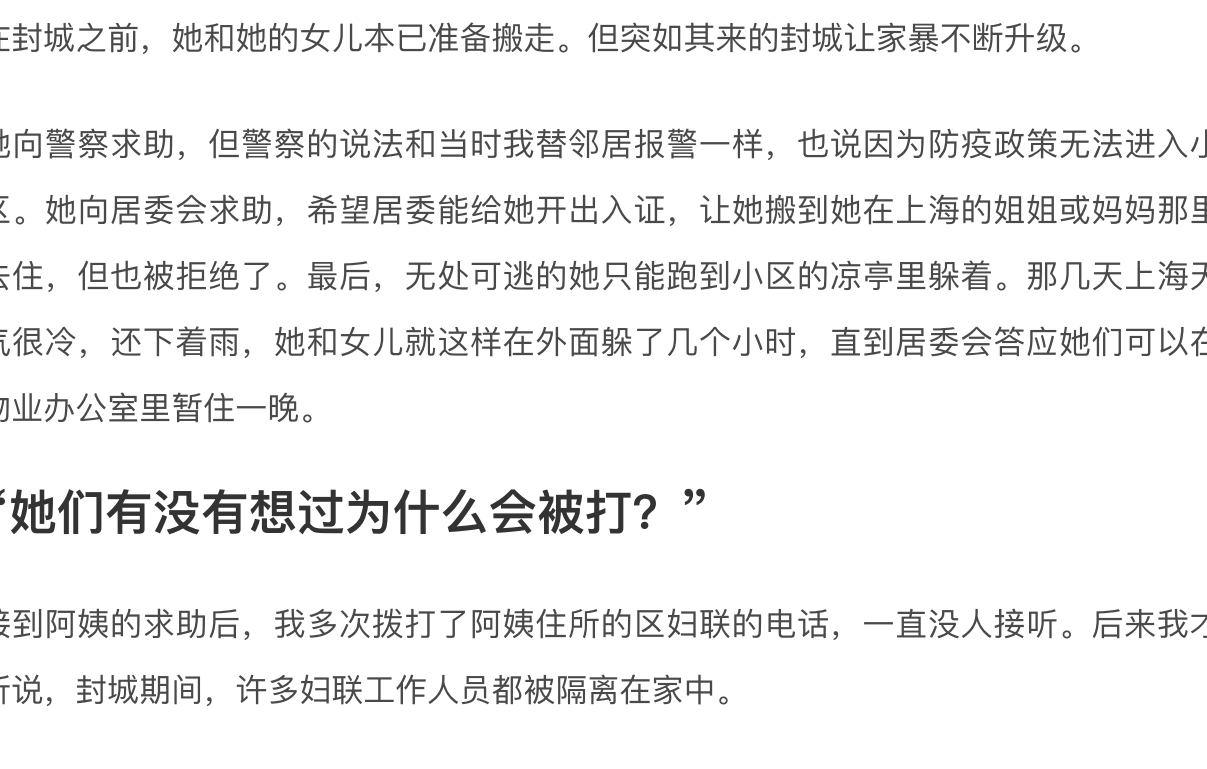 在封城之前，她和她的女儿本已准备搬走。但突如其来的封城让家暴不断升级。
她向警察求助，但警察的说法和当时我替邻居报警一样，也说因为防疫政策无法进入小
区。她向居委会求助，希望居委能给她开出入证，让她搬到她在上海的姐姐或妈妈那里
去住，但也被拒绝了。最后，无处可逃的她只能跑到小区的凉亭里躲着。那几天上海天
气很冷，还下着雨，她和女儿就这样在外面躲了几个小时，直到居委会答应她们可以在
物业办公室里暂住一晚。
“她们有没有想过为什么会被打？”
接到阿姨的求助后，我多次拨打了阿姨住所的区妇联的电话，一直没人接听。后来我才
听说，封城期间，许多妇联工作人员都被隔离在家中。